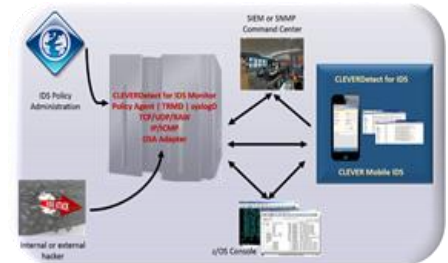 SIEM or SNMP
Command Center
IDS Policy
Administration
CLEVERDetect for IDS Monitor
Policy Agent | TRMD | syslogD
TCP/UDP/RAW
IP/ICMP
OSA Adapter
CLEVERDetect for IDS
CLEVER Mobile IDS
Internal or external
hacker
z/OS Console